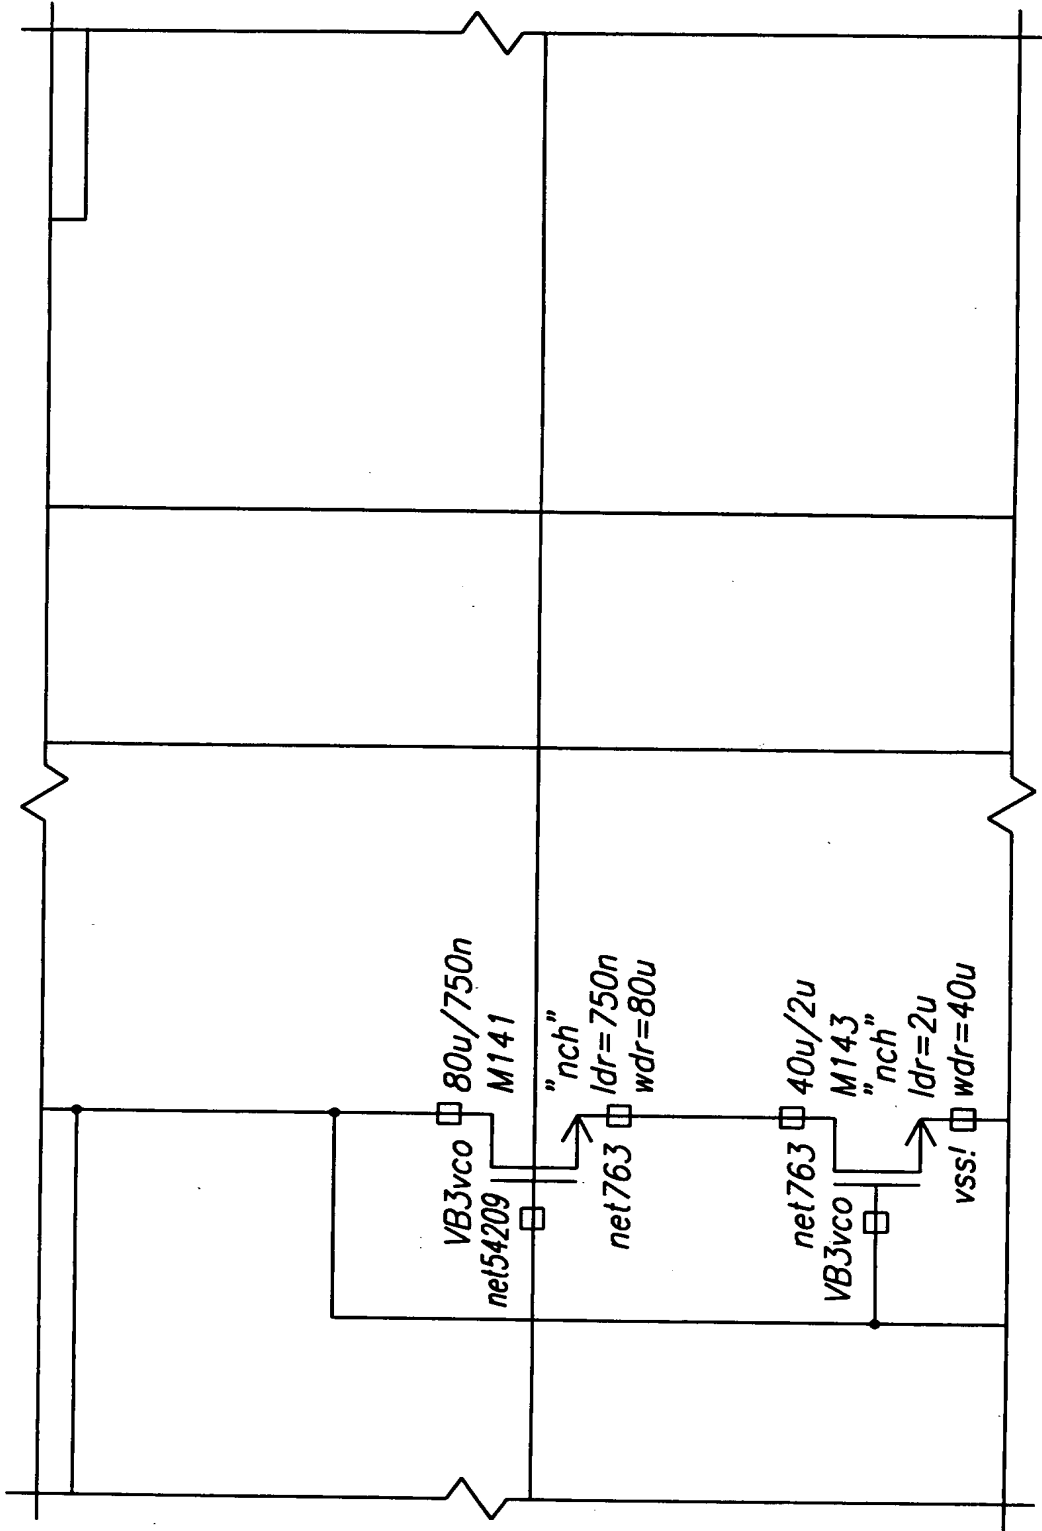 80u/750n
M141
"nch"
ldr=750n
wdr=80u
VB3vco
net54209
net763
40u/2u
M143
"nch"
ldr=2u
wdr=40u
net763
VB3vco
vss!